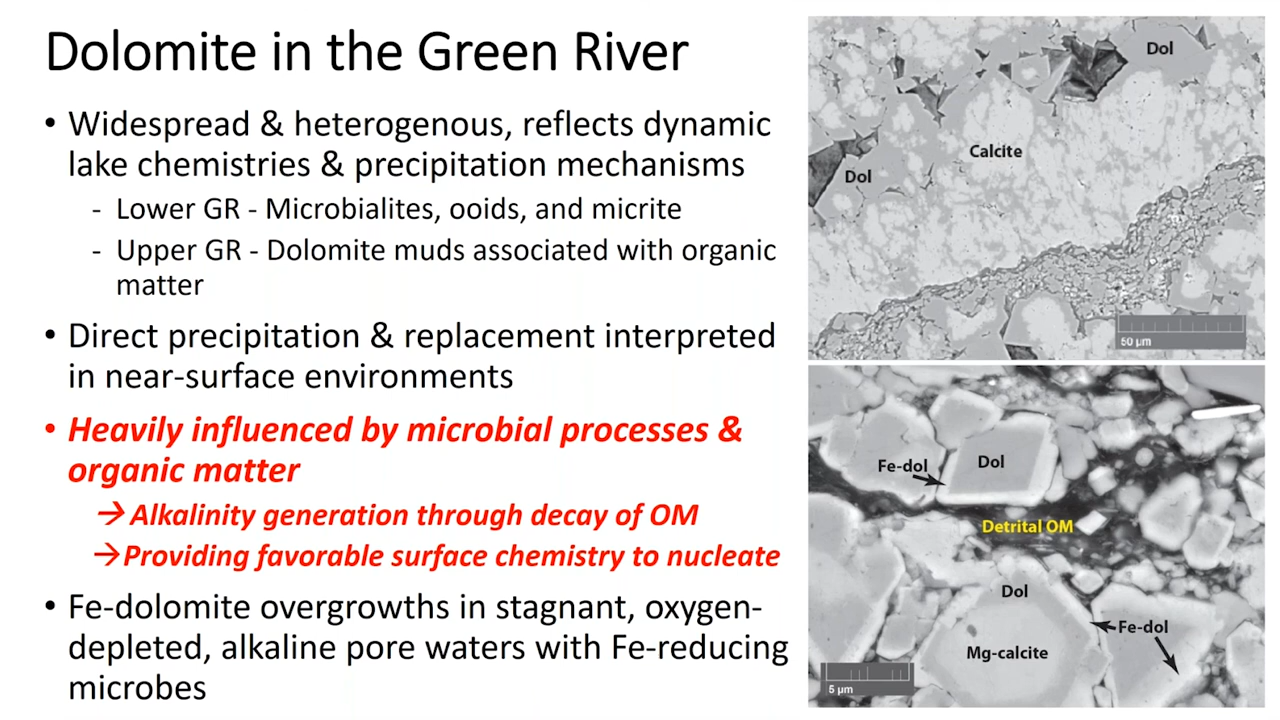 Dolomite in the Green River
• Widespread & heterogenous, reflects dynamic
lake chemistries & precipitation mechanisms
- Lower GR - Microbialites, ooids, and micrite
- Upper GR - Dolomite muds associated with organic
matter
• Direct precipitation & replacement interpreted
in near-surface environments
• Heavily influenced by microbial processes &
organic matter
→ Alkalinity generation through decay of OM
→ Providing favorable surface chemistry to nucleate
• Fe-dolomite overgrowths in stagnant, oxygen-
depleted, alkaline pore waters with Fe-reducing
microbes
Dol
Calcite
Dol
50 µm
Fe-dol
Dol
Detrital OM
Dol
Fe-dol
Mg-calcite
5 µm